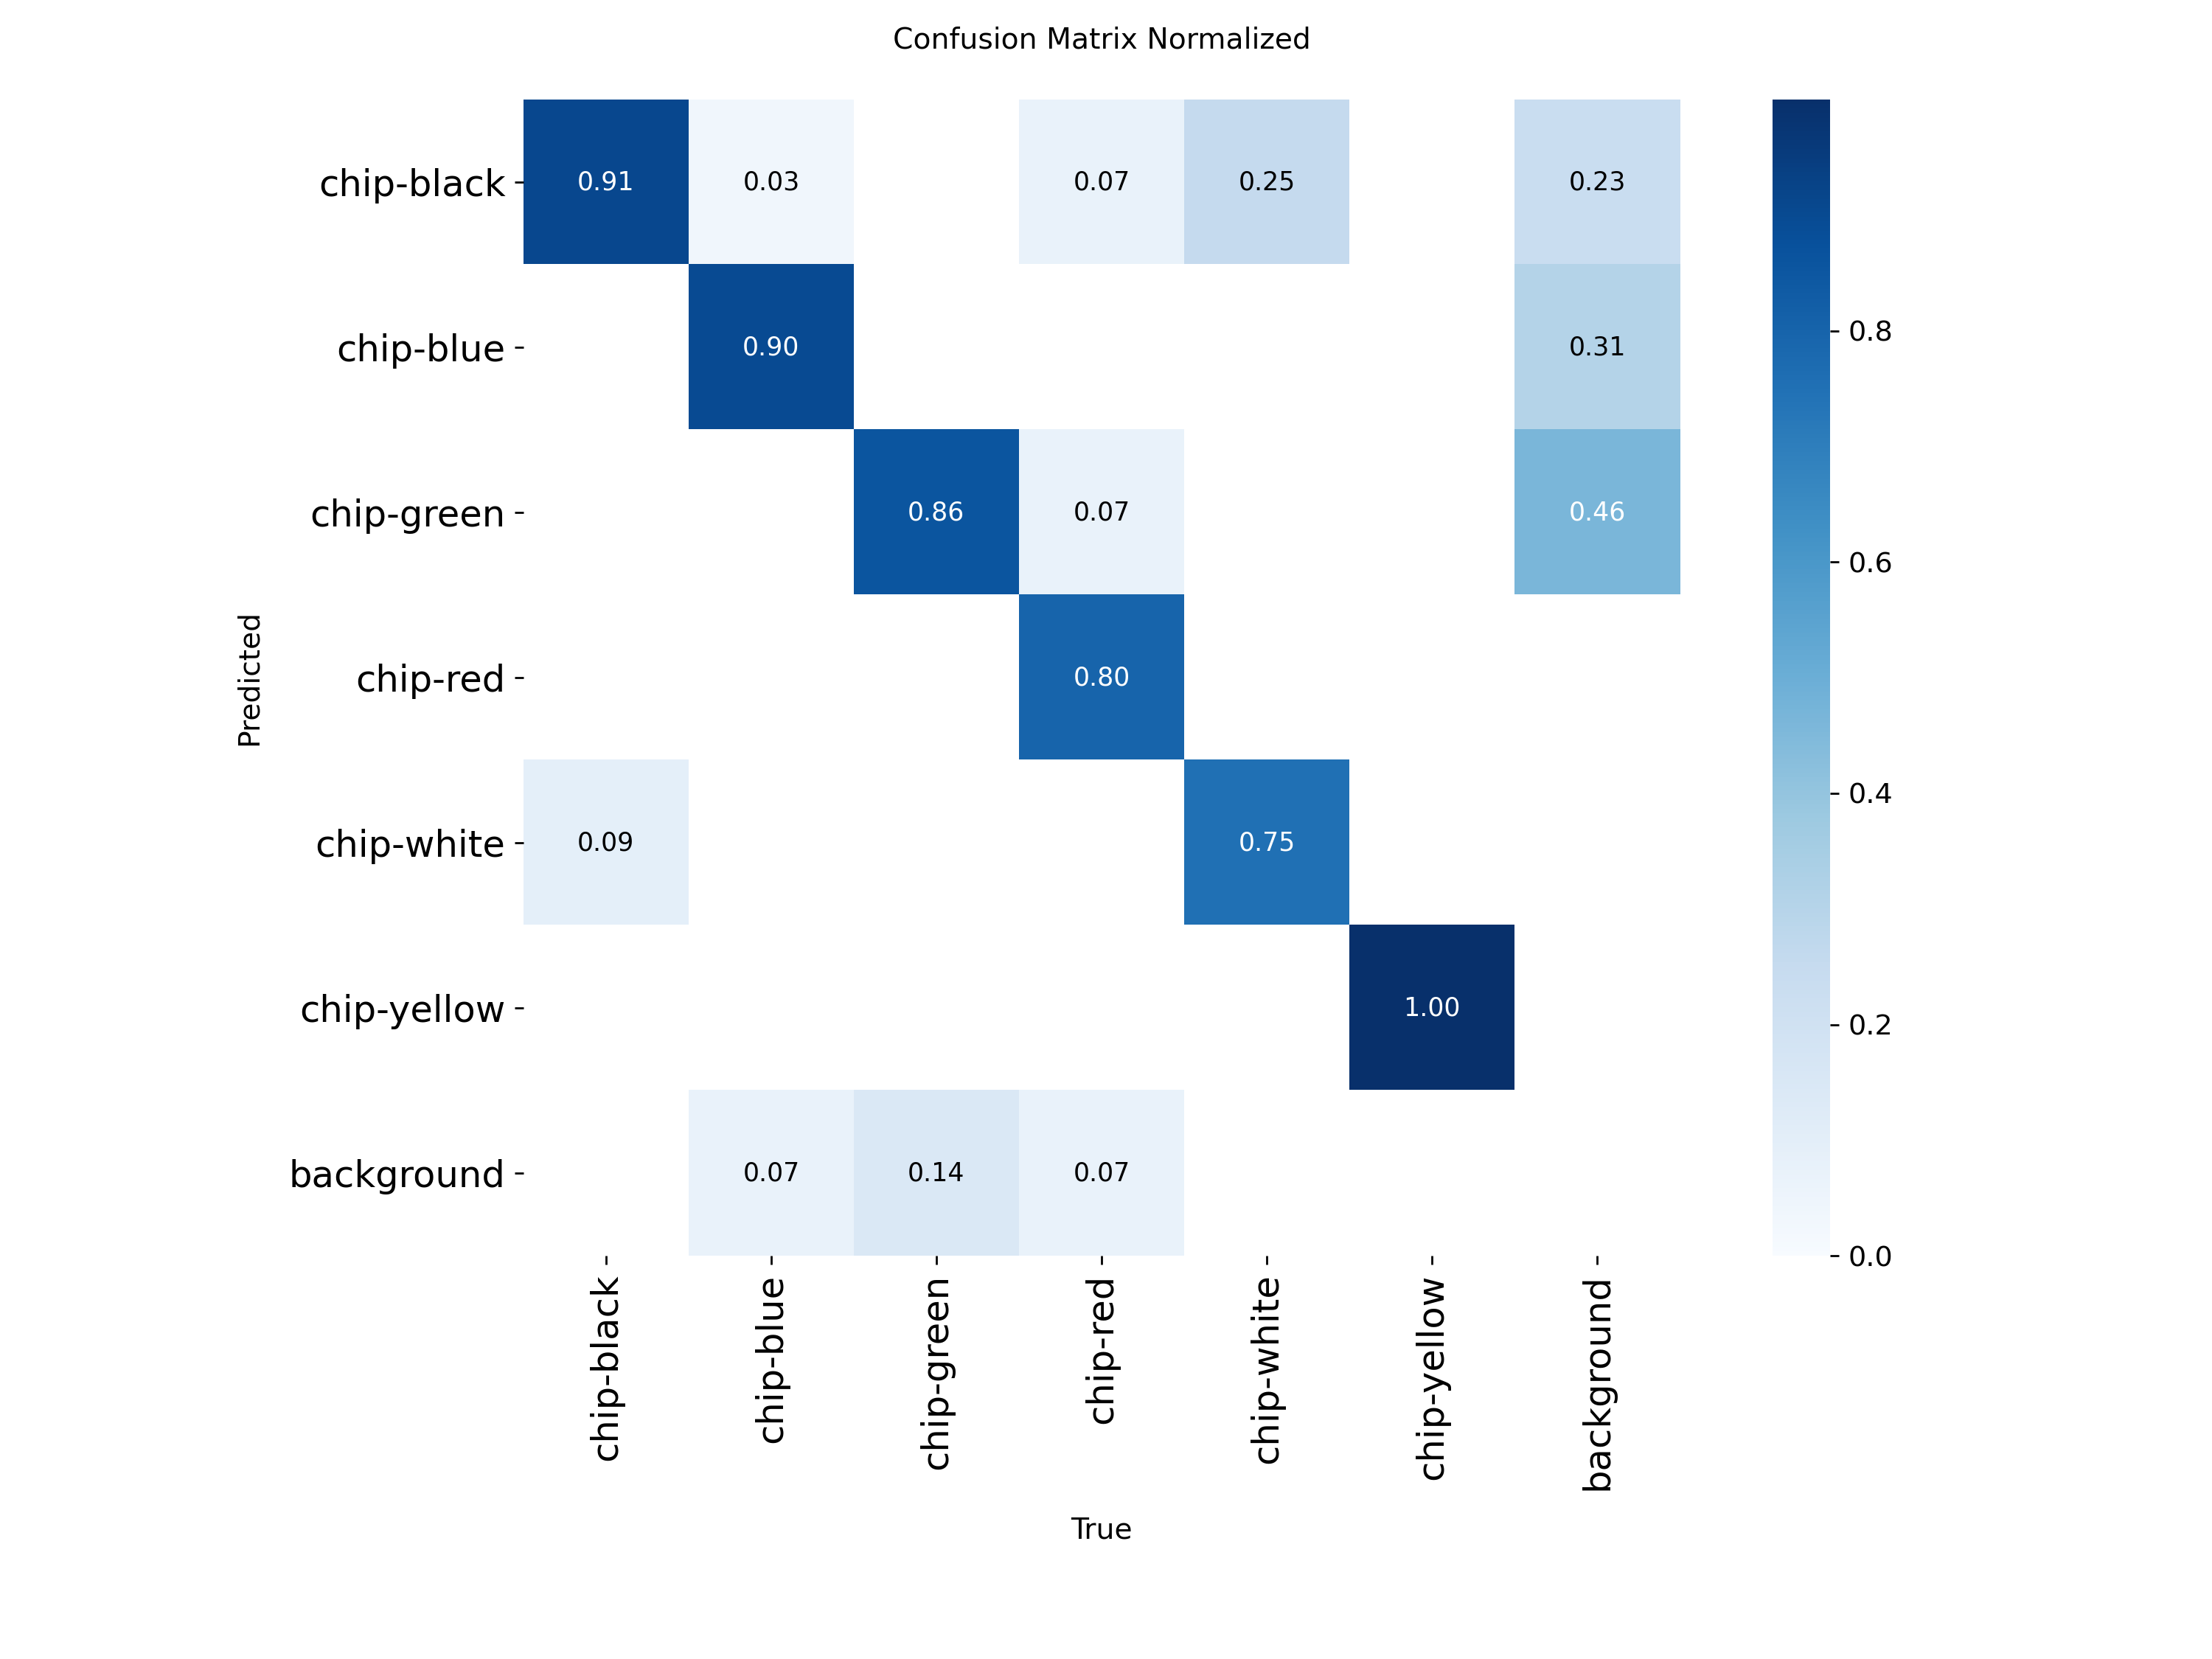 Confusion Matrix Normalized
chip-black 0.91 0.03 0.07 0.25 0.23
chip-blue 0.90 0.31
chip-green 0.86 0.07 0.46
chip-red 0.80
chip-white 0.09 0.75
chip-yellow 1.00
background 0.07 0.14 0.07
Predicted
chip-black chip-blue chip-green chip-red chip-white chip-yellow background
True
0.8
0.6
0.4
0.2
0.0